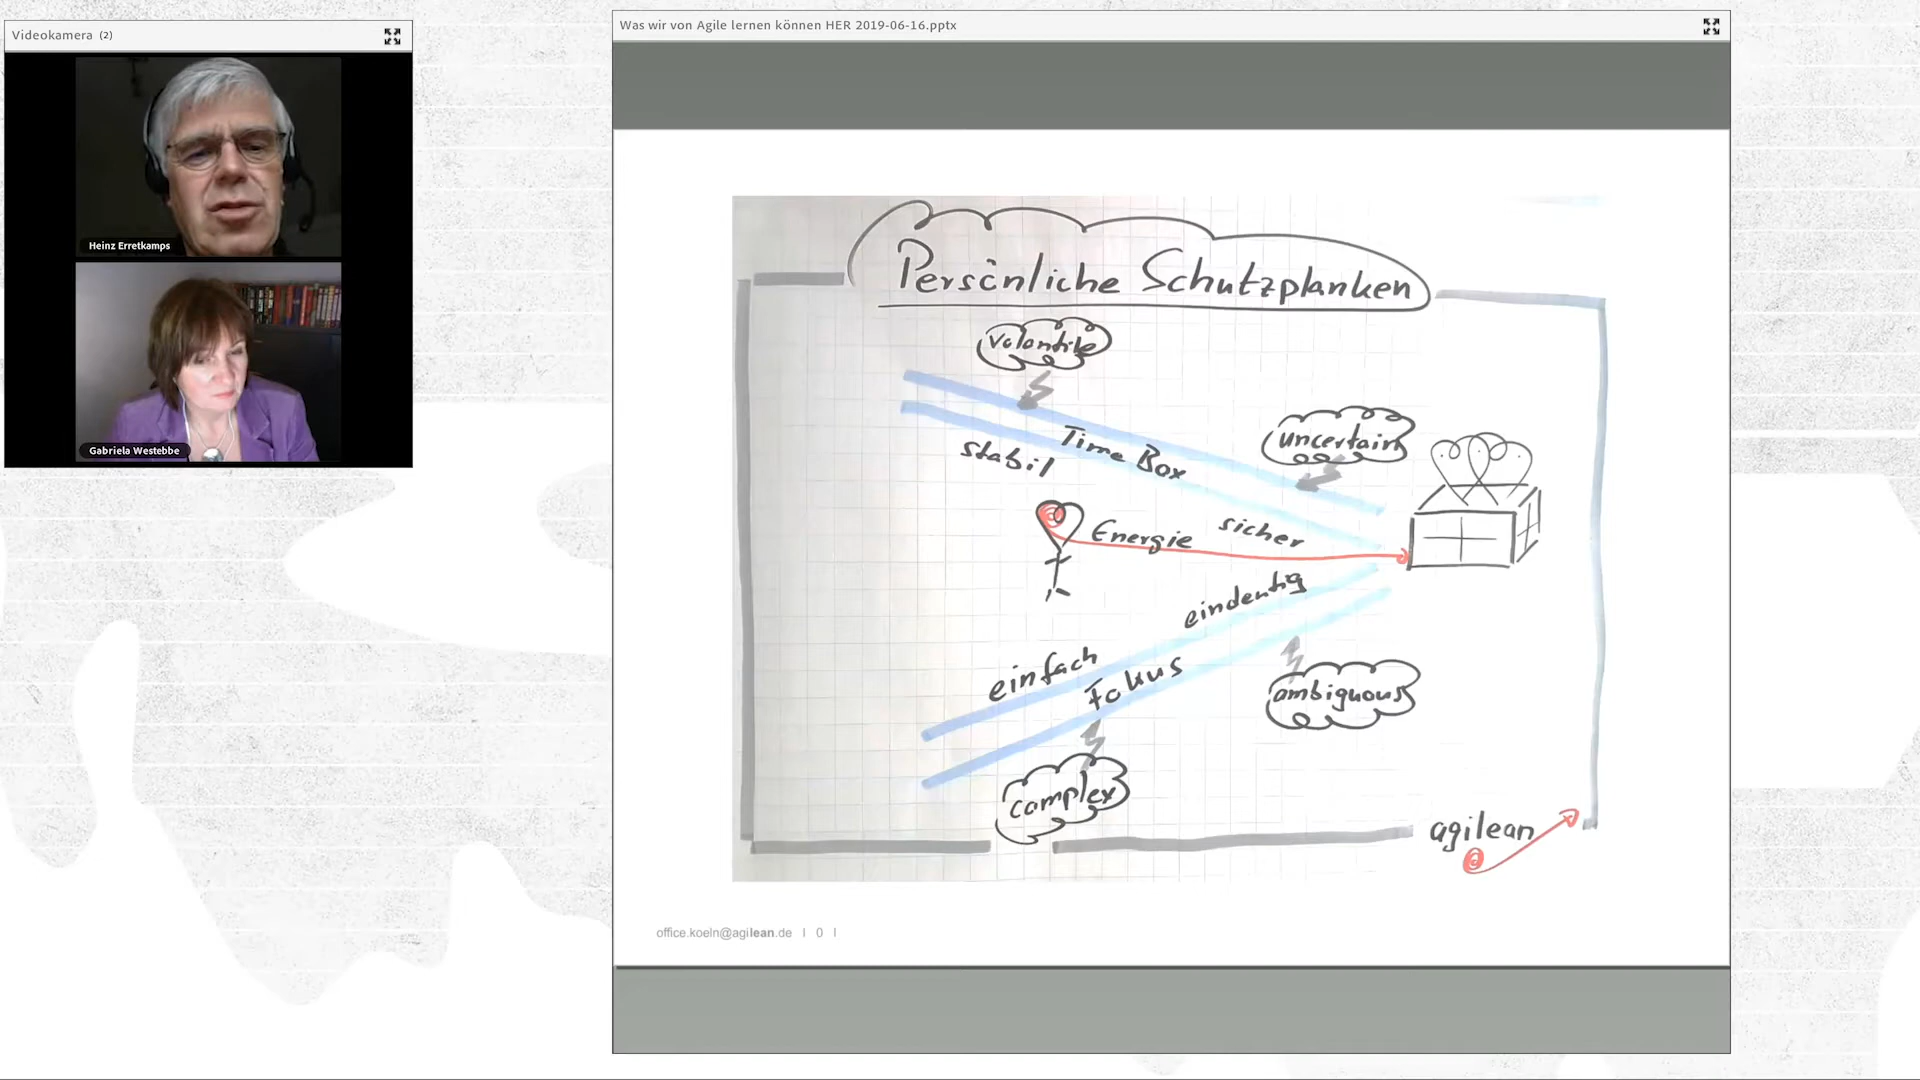 Videokamera (2)
Heinz Erretkamps
Gabriela Westebbe
Was wir von Agile lernen können HER 2019-06-16.pptx
Persönliche Schutzplanken
volantile
uncertain
Time Box
stabil
Energie
sicher
eindeutig
einfach
Fokus
ambiguous
complex
agilean
office.koeln@agilean.de | 0 |